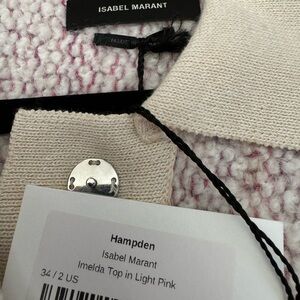 ISABEL MARANT
Hampden
Isabel Marant
Imelda Top in Light Pink
34 / 2 US